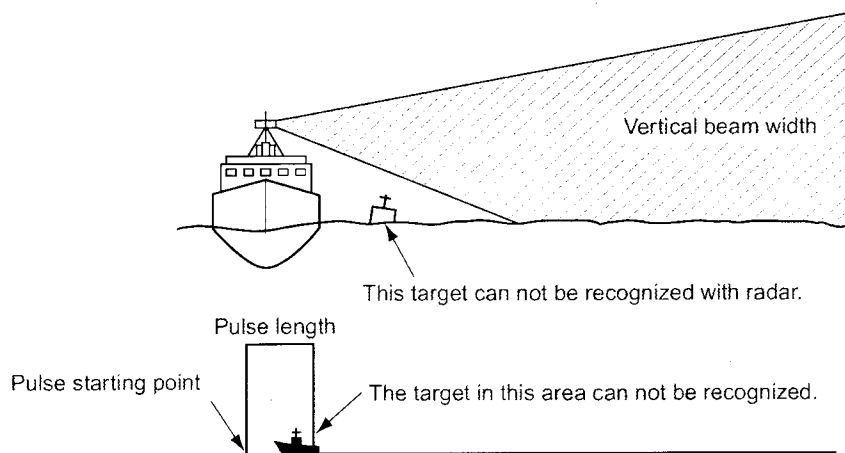 Vertical beam width
This target can not be recognized with radar.
Pulse length
Pulse starting point
The target in this area can not be recognized.